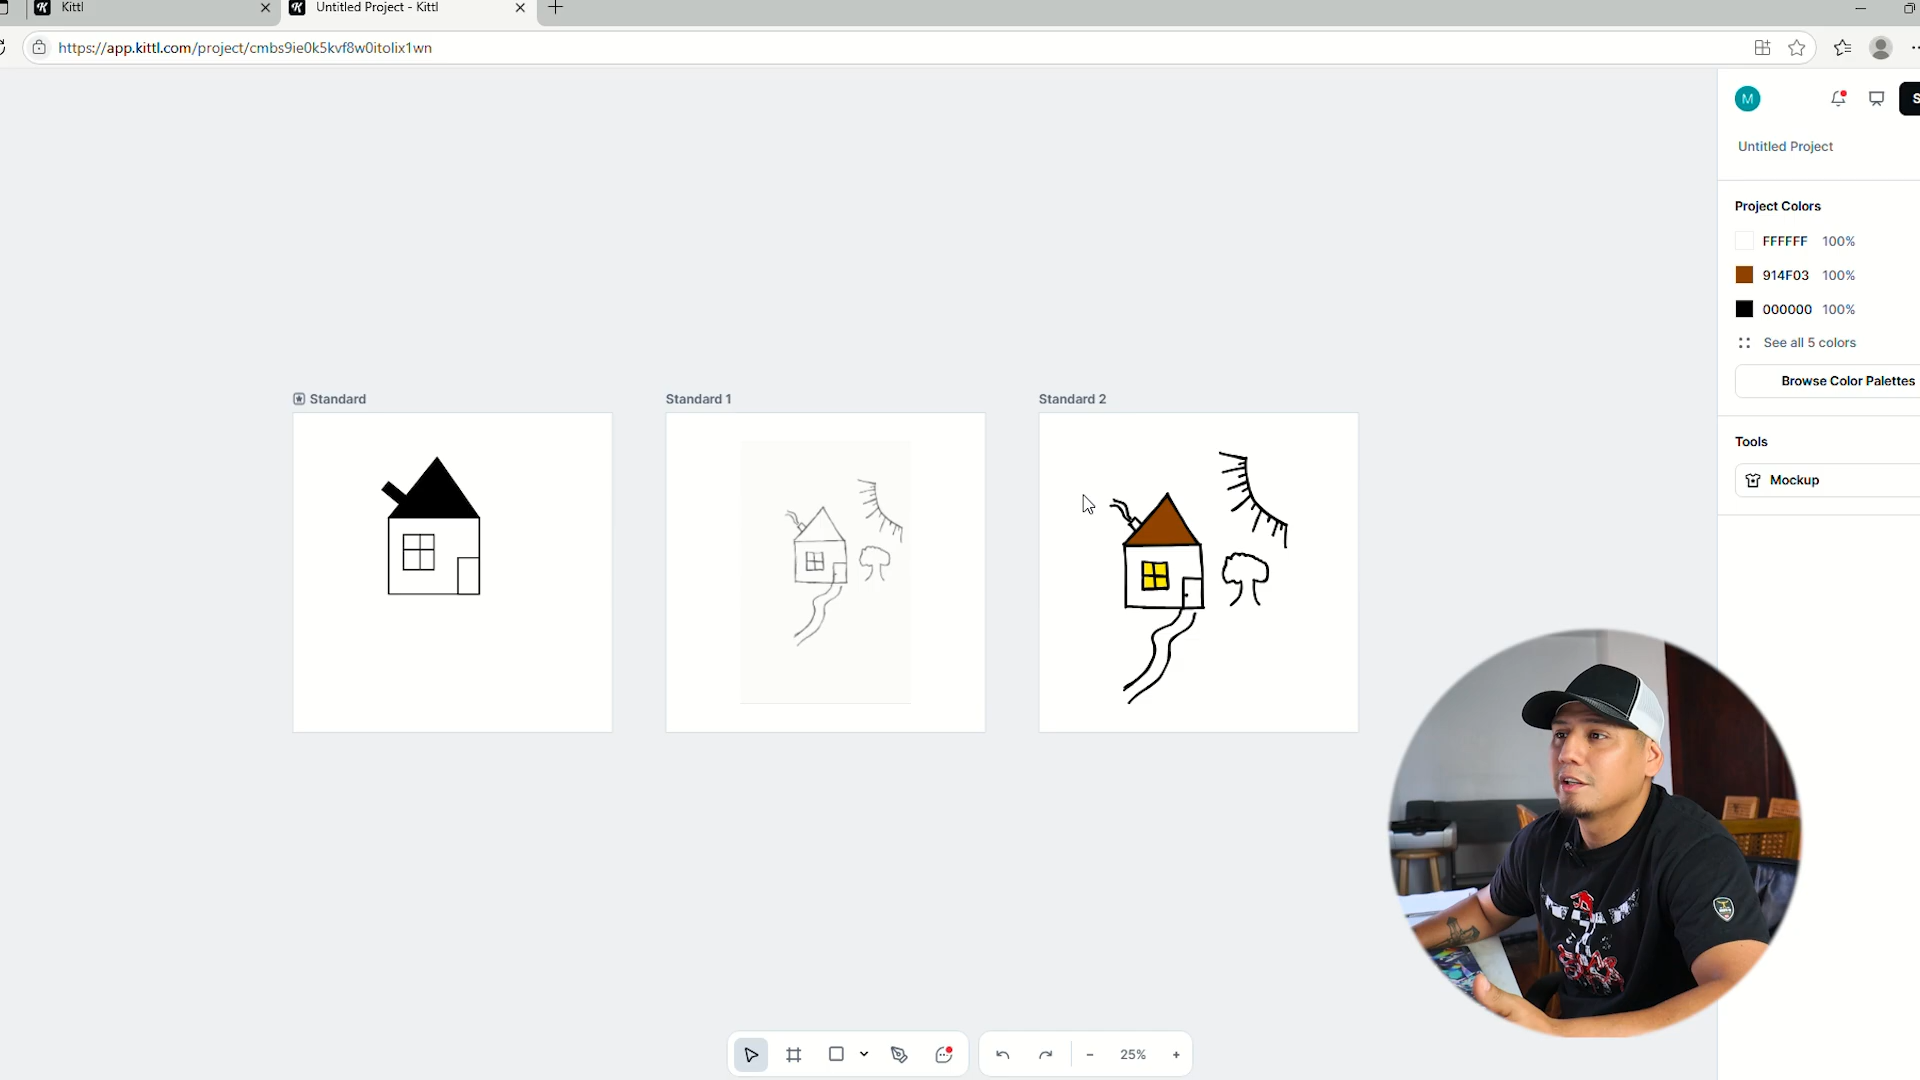 Kittl
Untitled Project - Kittl
https://app.kittl.com/project/cmbs9ie0k5kvf8w0itolix1wn
M
S
Untitled Project
Project Colors
FFFFFF 100%
914F03 100%
000000 100%
See all 5 colors
Browse Color Palettes
Tools
Mockup
Standard
Standard 1
Standard 2
25%